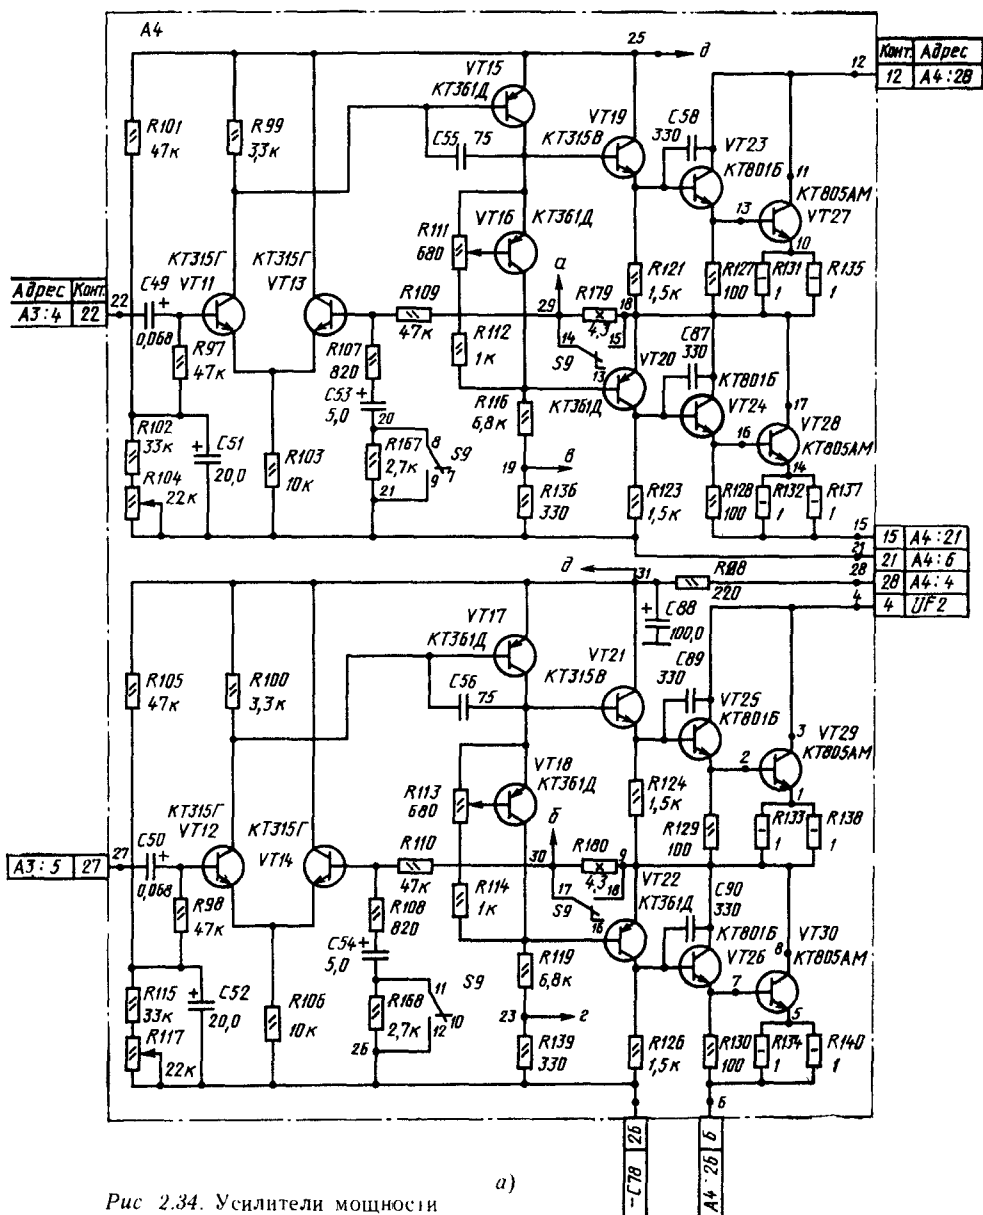 А4
25
д
Конт. Адрес
12
12 А4:28
VT15
КТ361Д
R101
47к
R99
3,3к
C55 75
VT19
КТ315В
C58
330
VT23
КТ801Б
11
КТ805АМ
VT27
13
10
VT16
КТ361Д
R111
680
КТ315Г
VT11
КТ315Г
VT13
Адрес Конт.
А3:4 22
22
C49
+
0,068
R97
47к
R109
47к
а
29
R179
4,3
18
14
15
S9
13
R121
1,5к
R127
100
R131
1
R135
1
R107
820
R112
1к
C53
+
5,0
20
VT20
КТ361Д
C87
330
КТ801Б
VT24
17
VT28
КТ805АМ
16
14
R116
6,8к
R102
33к
+
C51
20,0
R104
22к
R103
10к
R167
2,7к
8
S9
9
7
21
19
в
R136
330
R123
1,5к
R128
100
R132
1
R137
1
15
15 А4:21
21
21 А4:6
28
28 А4:4
4
4 UF2
д
31
220
+
C88
100,0
VT17
КТ361Д
R105
47к
R100
3,3к
C56 75
VT21
КТ315В
C89
330
VT25
КТ801Б
3
VT29
КТ805АМ
2
1
VT18
КТ361Д
R113
680
R124
1,5к
R129
100
R133
1
R138
1
КТ315Г
VT12
КТ315Г
VT14
А3:5 27
27
C50
+
0,068
R98
47к
R110
47к
б
30
R180
4,3
9
17
18
S9
16
R108
820
R114
1к
C54
+
5,0
VT22
КТ361Д
C90
330
КТ801Б
VT26
8
VT30
КТ805АМ
7
5
R119
6,8к
R115
33к
+
C52
20,0
R117
22к
R106
10к
R168
2,7к
11
S9
12
10
26
23
г
R139
330
R126
1,5к
R130
100
R134
1
R140
1
6
26
-C78
6
А4:26
а)
Рис 2.34. Усилители мощности